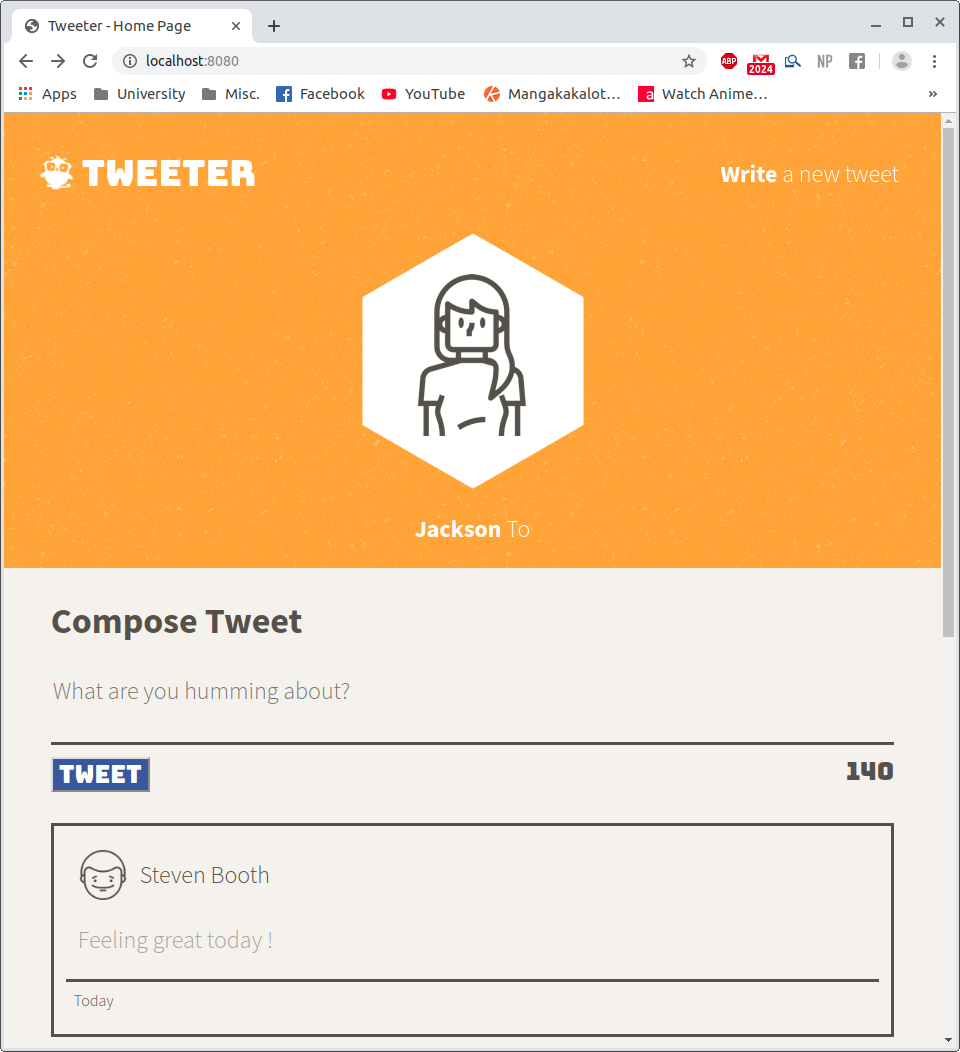 Tweeter - Home Page
localhost:8080
ABP
2024
NP
Apps University Misc. Facebook YouTube Mangakakalot… a Watch Anime… »
TWEETER
Write a new tweet
Jackson To
Compose Tweet
What are you humming about?
TWEET
140
Steven Booth
Feeling great today !
Today